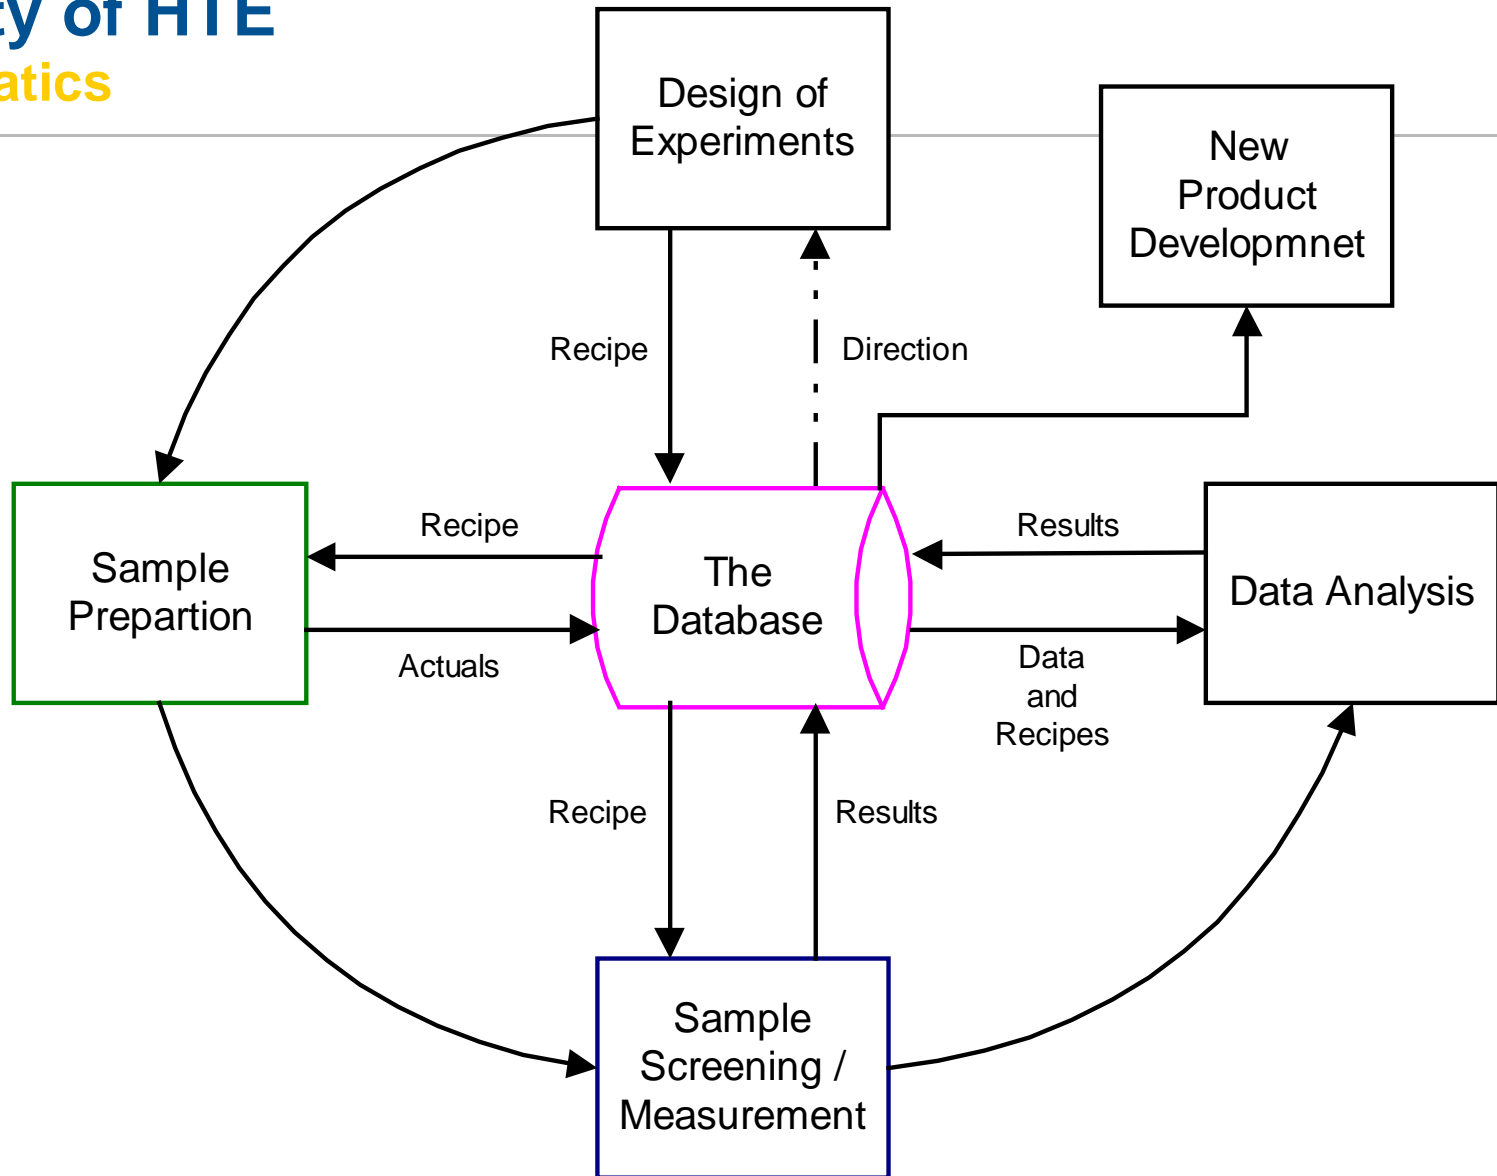 ty of HTE
atics
Design of
Experiments
New
Product
Developmnet
Recipe
Direction
Sample
Prepartion
Recipe
Actuals
The
Database
Results
Data
and
Recipes
Data Analysis
Recipe
Results
Sample
Screening /
Measurement